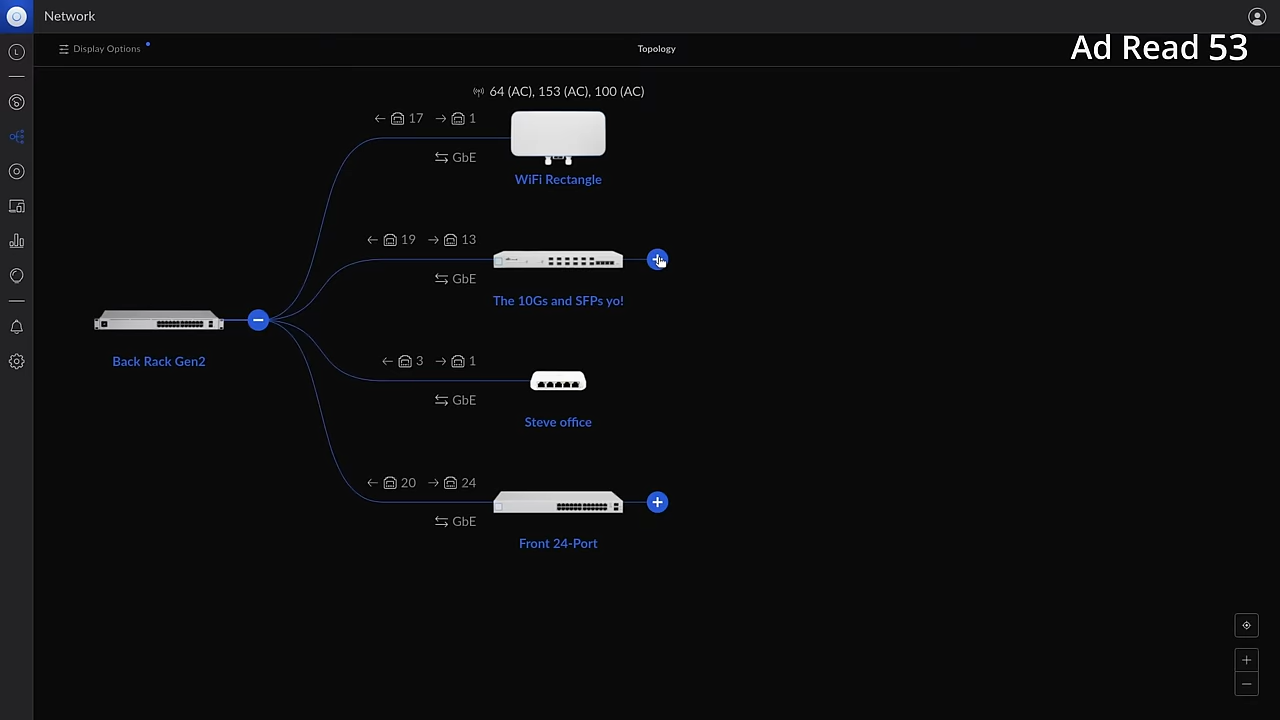 Network
Ad Read 53
Display Options
Topology
64 (AC), 153 (AC), 100 (AC)
17 1
GbE
WiFi Rectangle
19 13
GbE
The 10Gs and SFPs yo!
Back Rack Gen2
3 1
GbE
Steve office
20 24
GbE
Front 24-Port